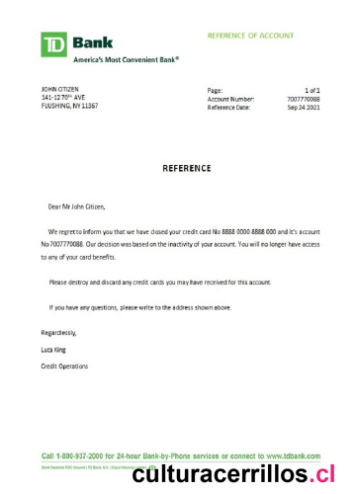 TD Bank
REFERENCE OF ACCOUNT
America's Most Convenient Bank®
JOHN CITIZEN
141-12 70TH AVE
FLUSHING, NY 11367
Page: 1 of 1
Account Number: 7007770088
Reference Date: Sep 24 2021
REFERENCE
Dear Mr John Citizen,
We regret to inform you that we have closed your credit card No 8888 0000 8888 000 and it's account
No 7007770088. Our decision was based on the inactivity of your account. You will no longer have access
to any of your card benefits.
Please destroy and discard any credit cards you may have received for this account.
If you have any questions, please write to the address shown above.
Regardlessly,
Luca King
Credit Operations
Call 1-800-937-2000 for 24-hour Bank-by-Phone services or connect to www.tdbank.com
culturacerrillos.cl